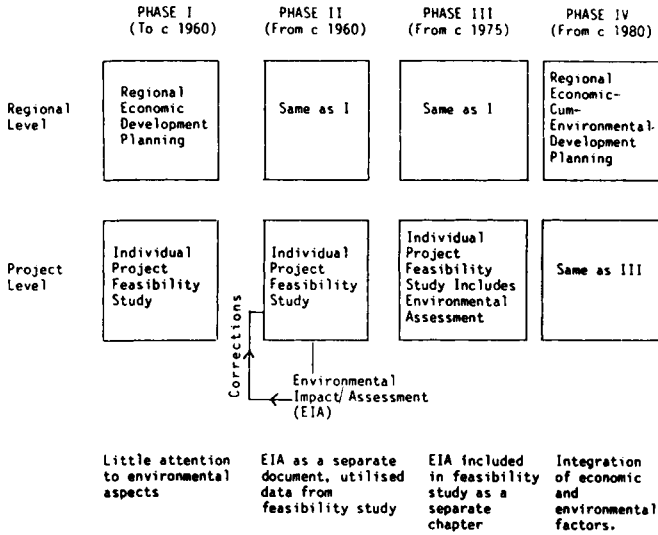 PHASE I
(To c 1960)
PHASE II
(From c 1960)
PHASE III
(From c 1975)
PHASE IV
(From c 1980)
Regional
Level
Regional
Economic
Development
Planning
Same as I
Same as 1
Regional
Economic-
Cum-
Environmental-
Development
Planning
Project
Level
Individual
Project
Feasibility
Study
Individual
Project
Feasibility
Study
Individual
Project
Feasibility
Study Includes
Environmental
Assessment
Same as III
Corrections
Environmental
Impact/Assessment
(EIA)
Little attention
to environmental
aspects
EIA as a separate
document, utilised
data from
feasibility study
EIA included
in feasibility
study as a
separate
chapter
Integration
of economic
and
environmental
factors.